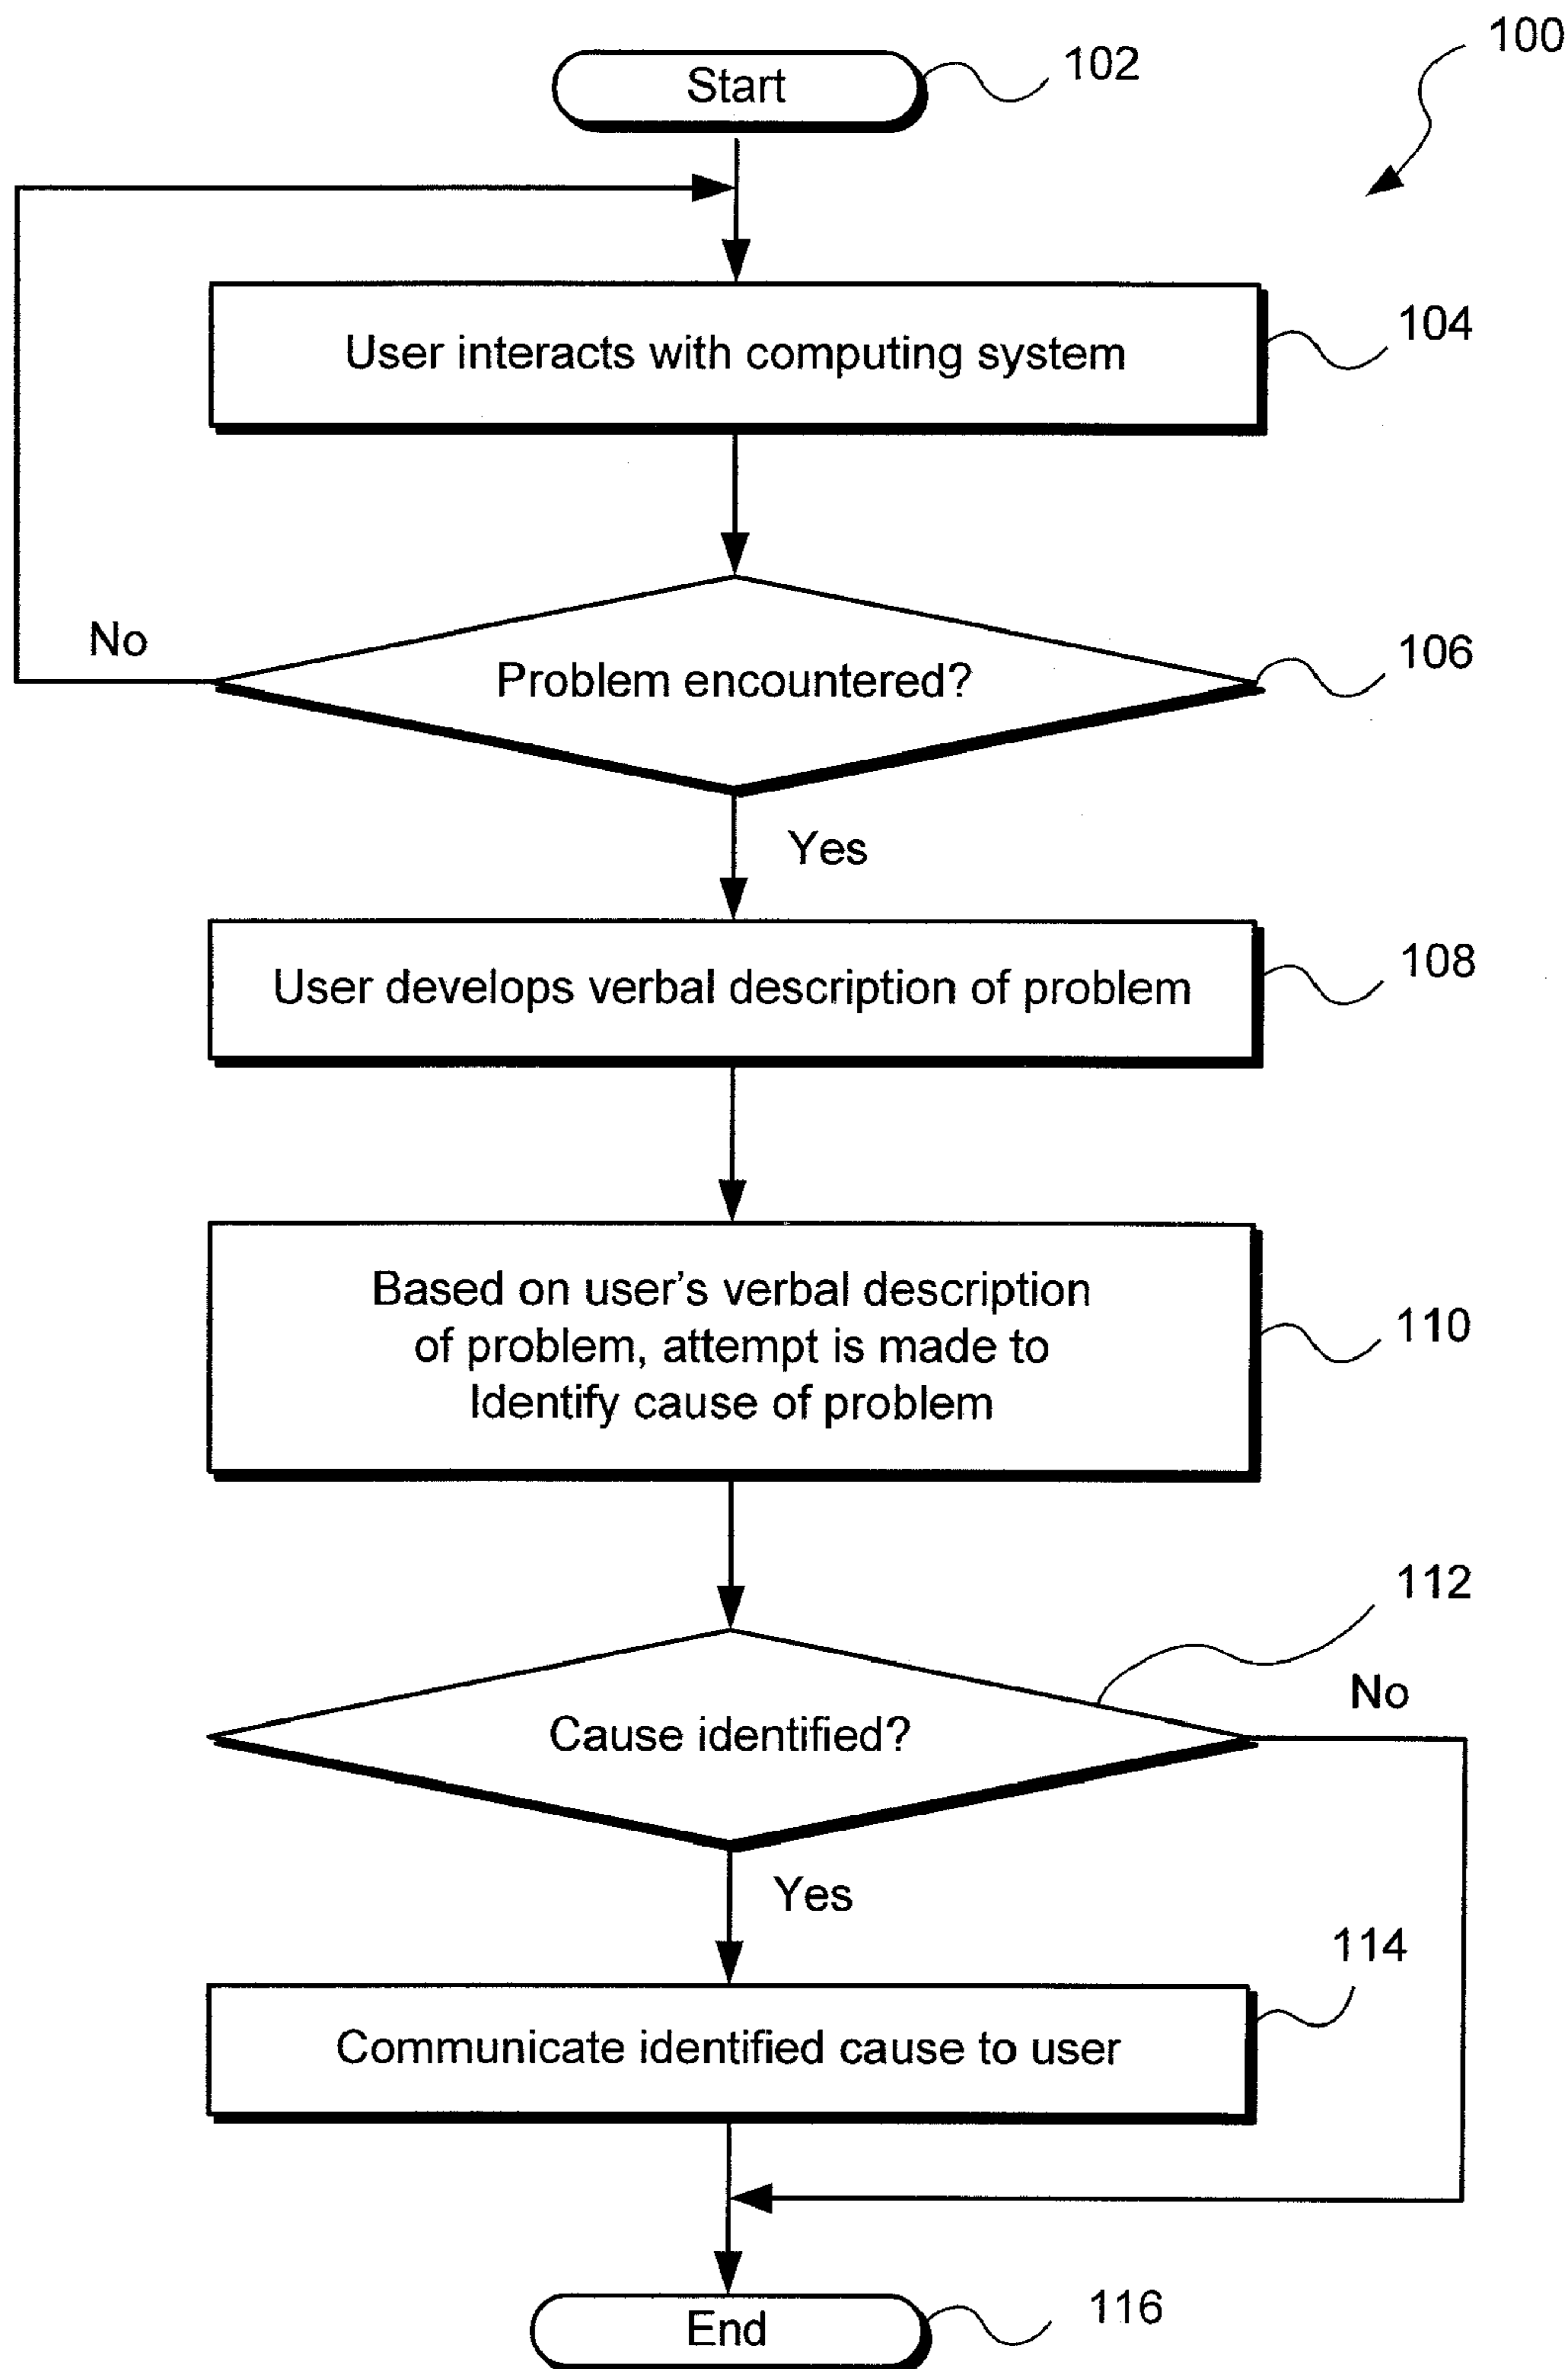 100
Start
102
User interacts with computing system
104
No
Problem encountered?
106
Yes
User develops verbal description of problem
108
Based on user's verbal description
of problem, attempt is made to
Identify cause of problem
110
112
No
Cause identified?
Yes
114
Communicate identified cause to user
End
116